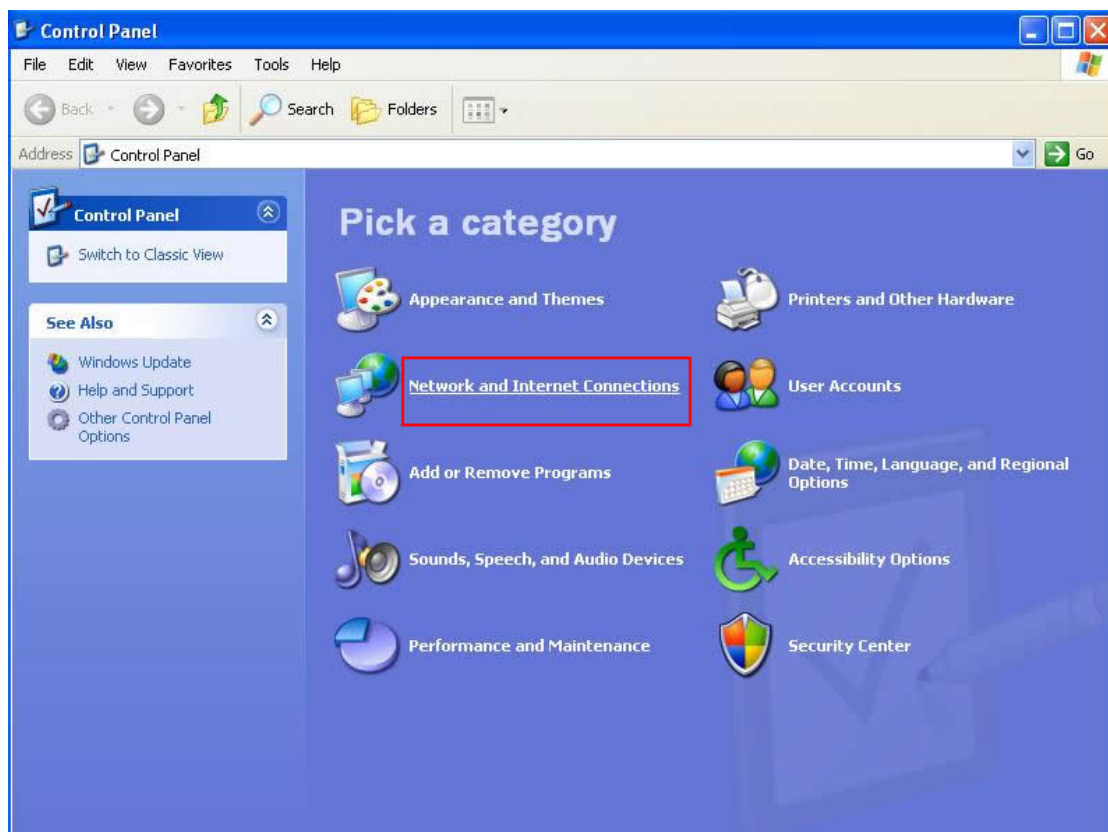 Control Panel
File Edit View Favorites Tools Help
Back Search Folders
Address Control Panel Go
Control Panel
Switch to Classic View
See Also
Windows Update
Help and Support
Other Control Panel
Options
Pick a category
Appearance and Themes
Printers and Other Hardware
Network and Internet Connections
User Accounts
Add or Remove Programs
Date, Time, Language, and Regional
Options
Sounds, Speech, and Audio Devices
Accessibility Options
Performance and Maintenance
Security Center